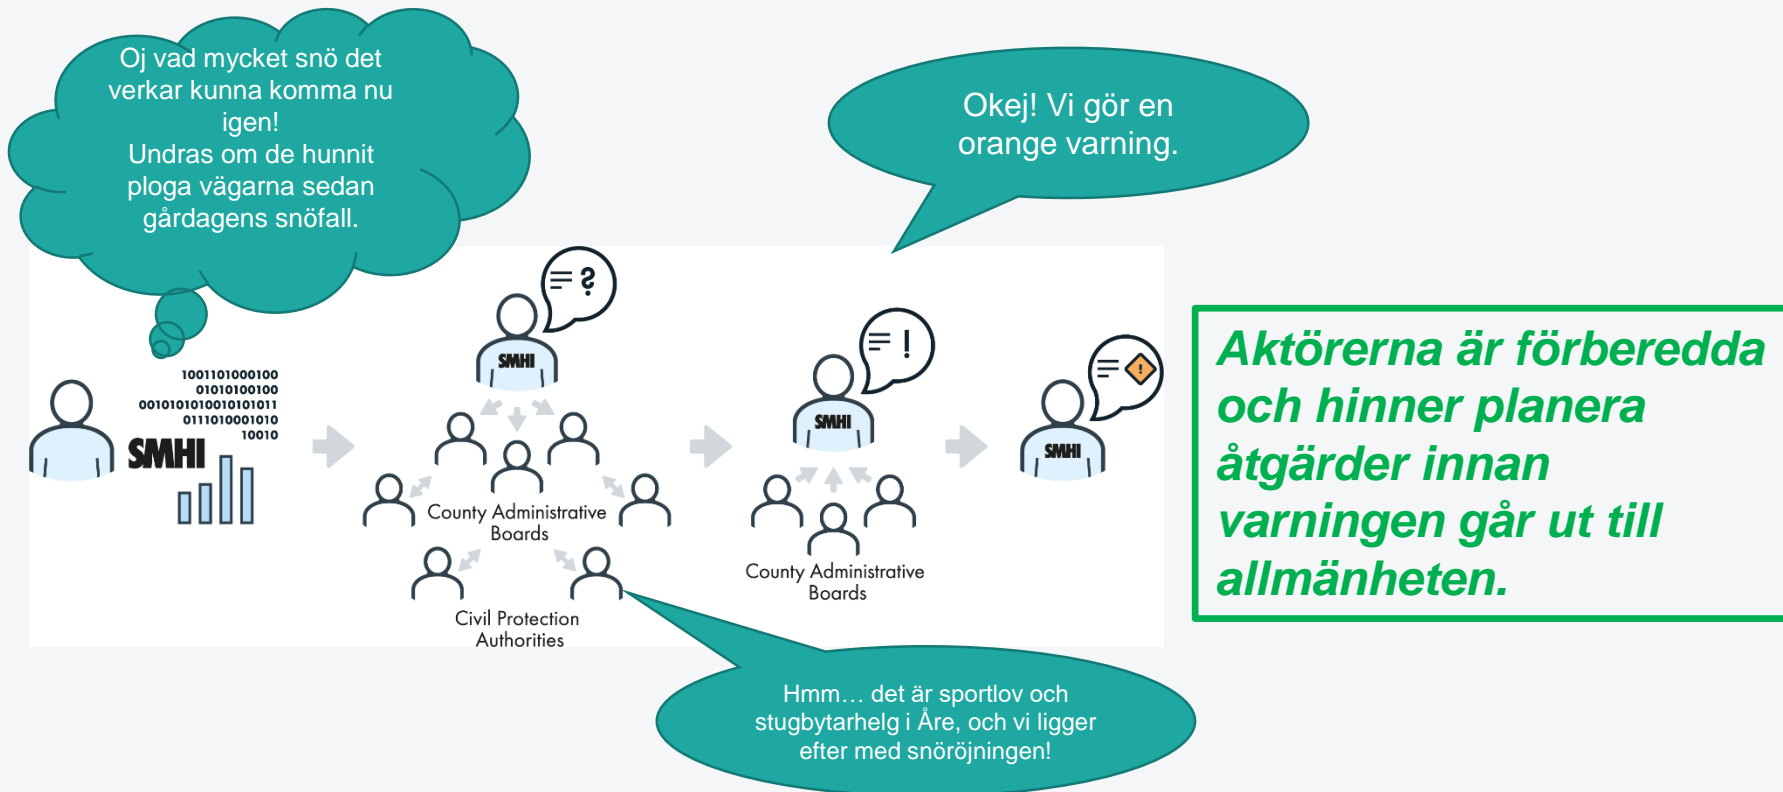 Oj vad mycket snö det
verkar kunna komma nu
igen!
Undras om de hunnit
ploga vägarna sedan
gårdagens snöfall.
Okej! Vi gör en
orange varning.
1001101000100
01010100100
0010101010010101011
0111010001010
10010
SMHI
?
SMHI
County Administrative
Boards
Civil Protection
Authorities
!
SMHI
County Administrative
Boards
!
SMHI
Hmm… det är sportlov och
stugbytarhelg i Åre, och vi ligger
efter med snöröjningen!
Aktörerna är förberedda
och hinner planera
åtgärder innan
varningen går ut till
allmänheten.